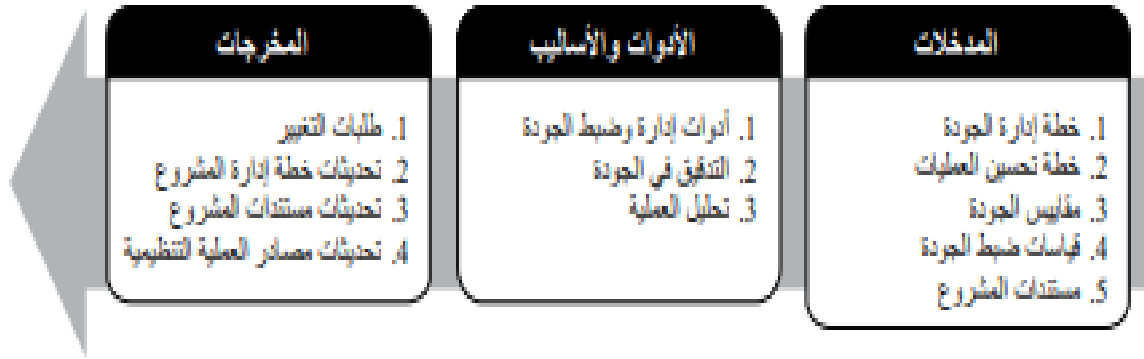 المدخلات
1. خطة إدارة الجودة
2. خطة تحسين العمليات
3. مقاييس الجودة
4. قياسات ضبط الجودة
5. مستندات المشروع
الأدوات والأساليب
1. أدوات إدارة وضبط الجودة
2. التدقيق في الجودة
3. تحليل العملية
المخرجات
1. طلبات التغيير
2. تحديثات خطة إدارة المشروع
3. تحديثات مستندات المشروع
4. تحديثات مصادر العملية التنظيمية